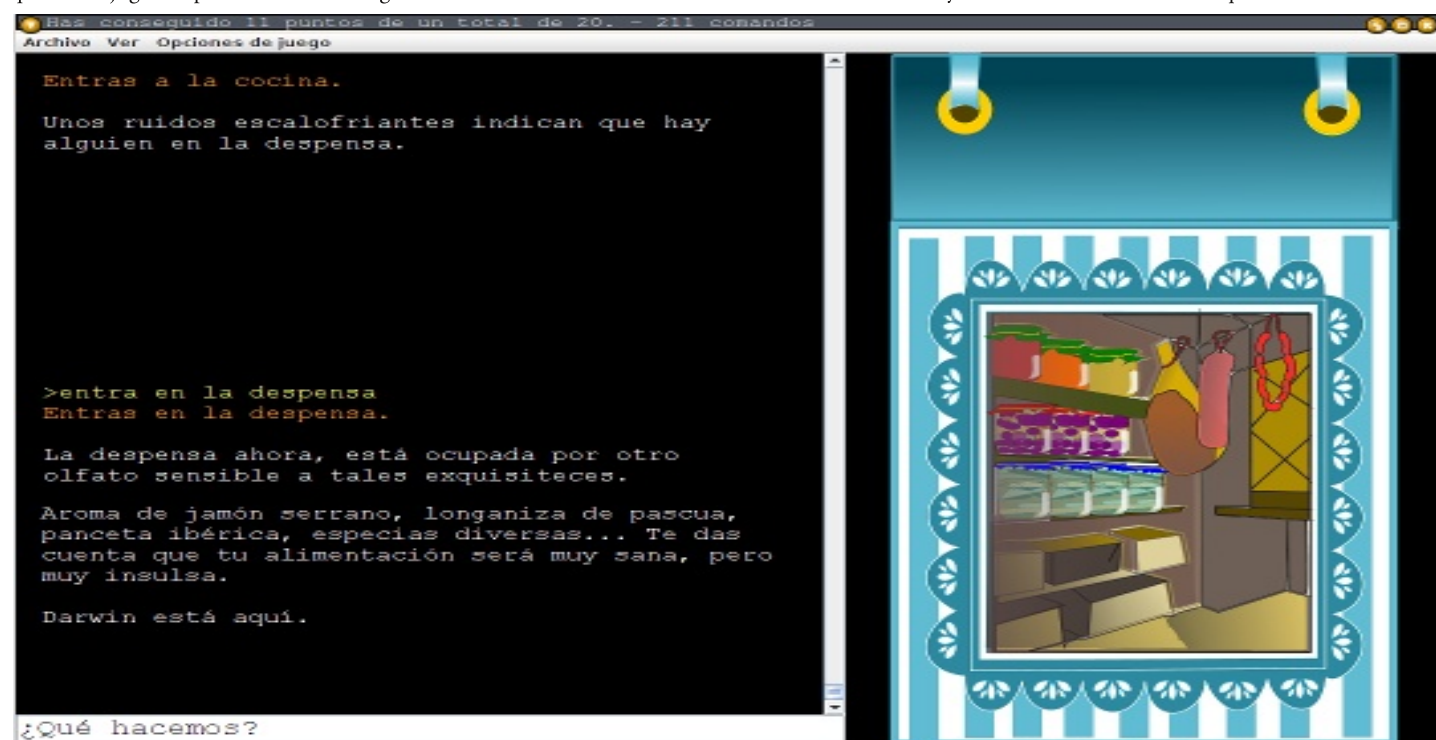 Has conseguido 11 puntos de un total de 20. - 211 comandos
Archivo Ver Opciones de juego
Entras a la cocina.
Unos ruidos escalofriantes indican que hay
alguien en la despensa.
>entra en la despensa
Entras en la despensa.
La despensa ahora, está ocupada por otro
olfato sensible a tales exquisiteces.
Aroma de jamón serrano, longaniza de pascua,
panceta ibérica, especias diversas... Te das
cuenta que tu alimentación será muy sana, pero
muy insulsa.
Darwin está aquí.
¿Qué hacemos?